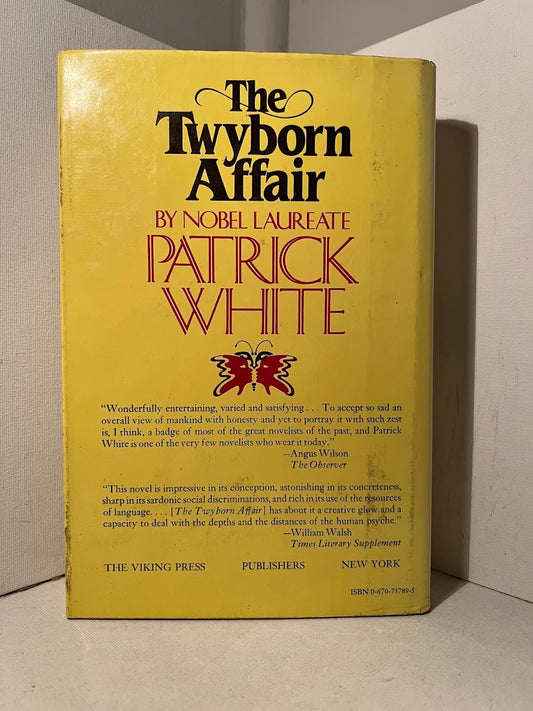 The
Twyborn
Affair
BY NOBEL LAUREATE
PATRICK
WHITE
"Wonderfully entertaining, varied and satisfying . . . To accept so sad an
overall view of mankind with honesty and yet to portray it with such zest
is, I think, a badge of most of the great novelists of the past, and Patrick
White is one of the very few novelists who wear it today."
—Angus Wilson
The Observer
"This novel is impressive in its conception, astonishing in its concreteness,
sharp in its sardonic social discriminations, and rich in its use of the resources
of language. . . . [The Twyborn Affair] has about it a creative glow and a
capacity to deal with the depths and the distances of the human psyche."
—William Walsh
Times Literary Supplement
THE VIKING PRESS PUBLISHERS NEW YORK
ISBN 0-670-73789-5